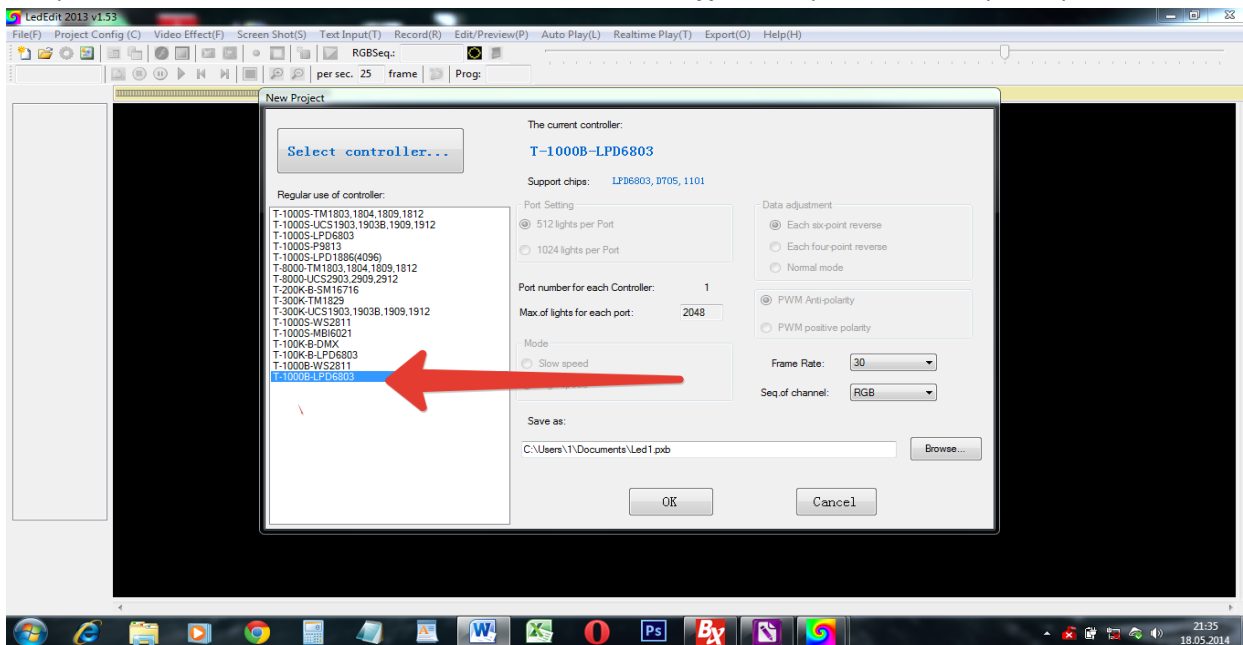 LedEdit 2013 v1.53
File(F) Project Config (C) Video Effect(F) Screen Shot(S) Text Input(T) Record(R) Edit/Preview(P) Auto Play(L) Realtime Play(T) Export(O) Help(H)
RGBSeq.:
per sec. 25 frame Prog:
New Project
Select controller...
The current controller:
T-1000B-LPD6803
Support chips: LPD6803, D705, 1101
Regular use of controller:
T-1000S-TM1803,1804,1809,1812
T-1000S-UCS1903,1903B,1909,1912
T-1000S-LPD6803
T-1000S-P9813
T-1000S-LPD1886(4096)
T-8000-TM1803,1804,1809,1812
T-8000-UCS2903,2909,2912
T-200K-B-SM16716
T-300K-TM1829
T-300K-UCS1903,1903B,1909,1912
T-1000S-WS2811
T-1000S-MBI6021
T-100K-B-DMX
T-100K-B-LPD6803
T-1000B-WS2811
T-1000B-LPD6803
Port Setting
512 lights per Port
1024 lights per Port
Data adjustment
Each six-point reverse
Each four-point reverse
Normal mode
Port number for each Controller: 1
Max.of lights for each port: 2048
PWM Anti-polarity
PWM positive polarity
Mode
Slow speed
Frame Rate: 30
Seq.of channel: RGB
Save as:
C:\Users\1\Documents\Led1.pxb
Browse...
OK
Cancel
W
Ps
Bx
21:35
18.05.2014